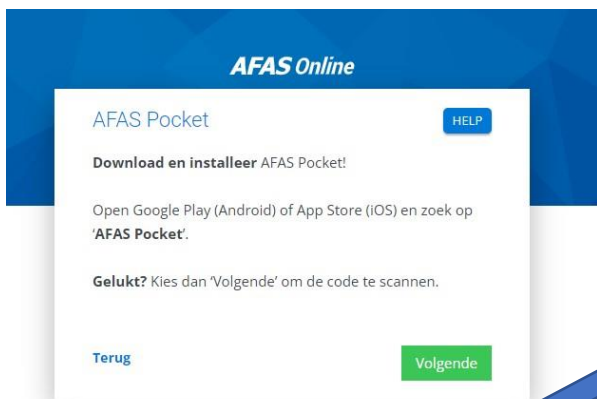 AFAS Online
AFAS Pocket
HELP
Download en installeer AFAS Pocket!
Open Google Play (Android) of App Store (iOS) en zoek op
‘AFAS Pocket’.
Gelukt? Kies dan ‘Volgende’ om de code te scannen.
Terug
Volgende